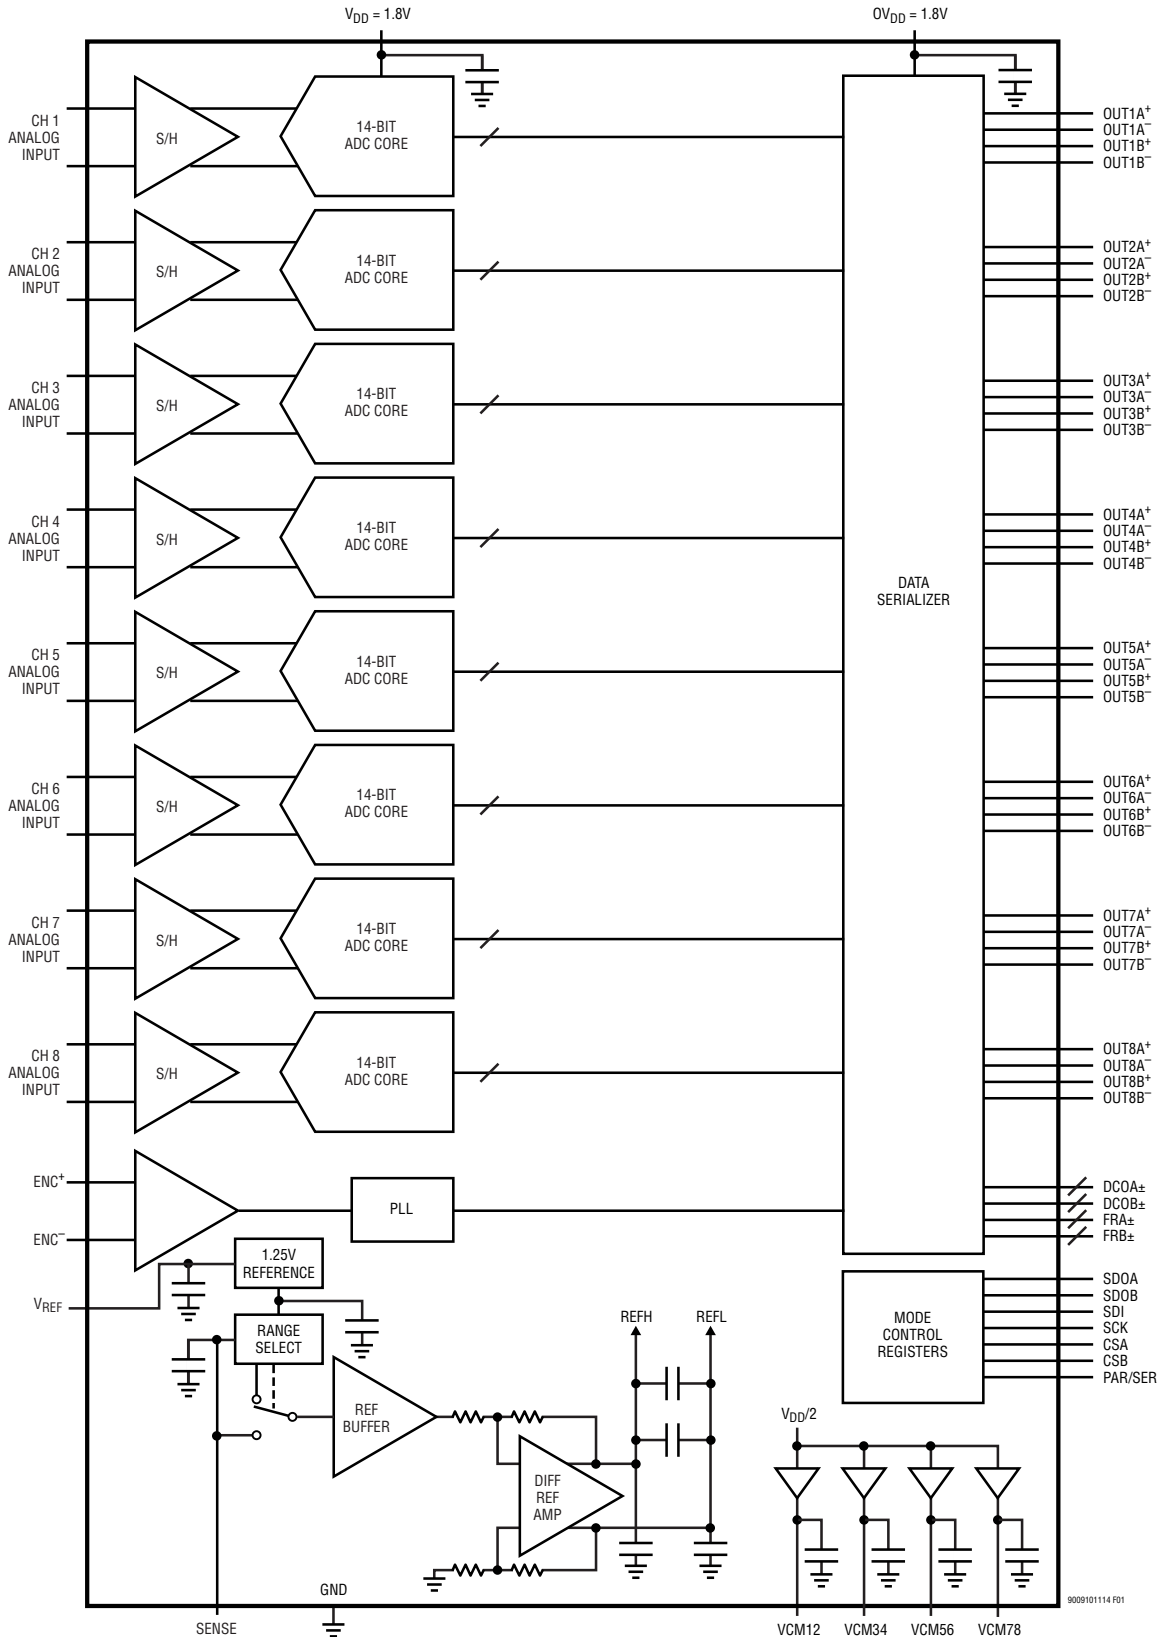 V_DD = 1.8V
OV_DD = 1.8V
CH 1
ANALOG
INPUT
S/H
14-BIT
ADC CORE
OUT1A+
OUT1A–
OUT1B+
OUT1B–
CH 2
ANALOG
INPUT
S/H
14-BIT
ADC CORE
OUT2A+
OUT2A–
OUT2B+
OUT2B–
CH 3
ANALOG
INPUT
S/H
14-BIT
ADC CORE
OUT3A+
OUT3A–
OUT3B+
OUT3B–
CH 4
ANALOG
INPUT
S/H
14-BIT
ADC CORE
OUT4A+
OUT4A–
OUT4B+
OUT4B–
DATA
SERIALIZER
CH 5
ANALOG
INPUT
S/H
14-BIT
ADC CORE
OUT5A+
OUT5A–
OUT5B+
OUT5B–
CH 6
ANALOG
INPUT
S/H
14-BIT
ADC CORE
OUT6A+
OUT6A–
OUT6B+
OUT6B–
CH 7
ANALOG
INPUT
S/H
14-BIT
ADC CORE
OUT7A+
OUT7A–
OUT7B+
OUT7B–
CH 8
ANALOG
INPUT
S/H
14-BIT
ADC CORE
OUT8A+
OUT8A–
OUT8B+
OUT8B–
ENC+
ENC–
PLL
DCOA±
DCOB±
FRA±
FRB±
1.25V
REFERENCE
V_REF
RANGE
SELECT
REFH
REFL
MODE
CONTROL
REGISTERS
SDOA
SDOB
SDI
SCK
CSA
CSB
PAR/SER
REF
BUFFER
V_DD/2
DIFF
REF
AMP
GND
SENSE
VCM12
VCM34
VCM56
VCM78
9009101114 F01